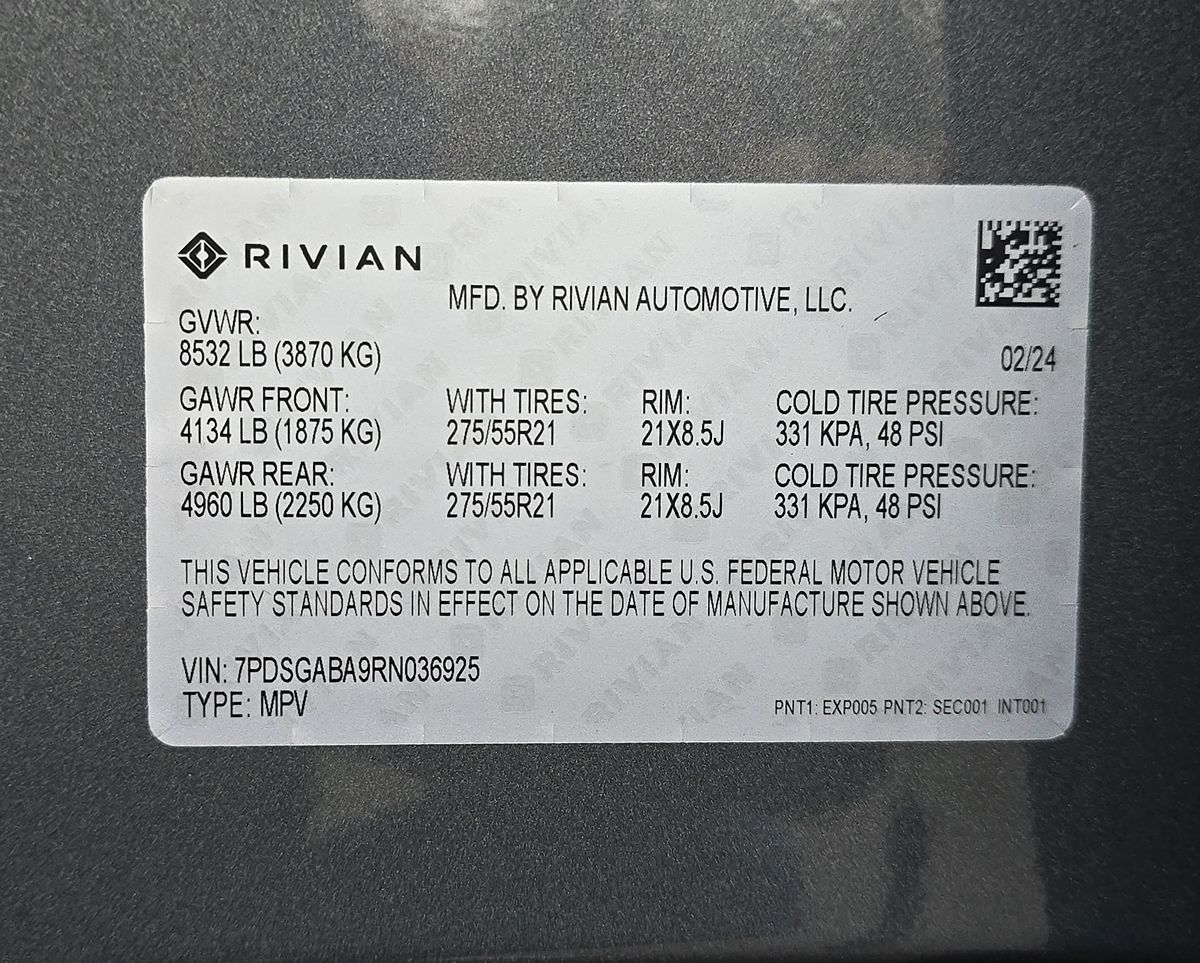 RIVIAN
MFD. BY RIVIAN AUTOMOTIVE, LLC.
GVWR:
8532 LB (3870 KG) 02/24
GAWR FRONT: WITH TIRES: RIM: COLD TIRE PRESSURE:
4134 LB (1875 KG) 275/55R21 21X8.5J 331 KPA, 48 PSI
GAWR REAR: WITH TIRES: RIM: COLD TIRE PRESSURE:
4960 LB (2250 KG) 275/55R21 21X8.5J 331 KPA, 48 PSI
THIS VEHICLE CONFORMS TO ALL APPLICABLE U.S. FEDERAL MOTOR VEHICLE
SAFETY STANDARDS IN EFFECT ON THE DATE OF MANUFACTURE SHOWN ABOVE.
VIN: 7PDSGABA9RN036925
TYPE: MPV PNT1: EXP005 PNT2: SEC001 INT001